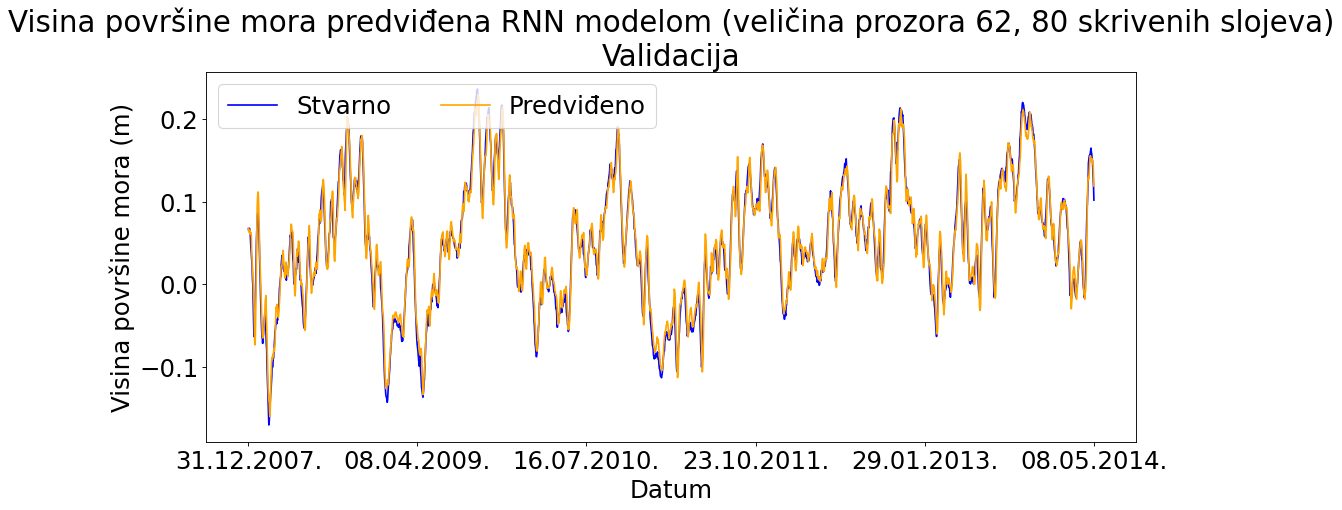 Visina površine mora predviđena RNN modelom (veličina prozora 62, 80 skrivenih slojeva)
Validacija
Stvarno
Predviđeno
Visina površine mora (m)
0.2
0.1
0.0
−0.1
31.12.2007.
08.04.2009.
16.07.2010.
23.10.2011.
29.01.2013.
08.05.2014.
Datum